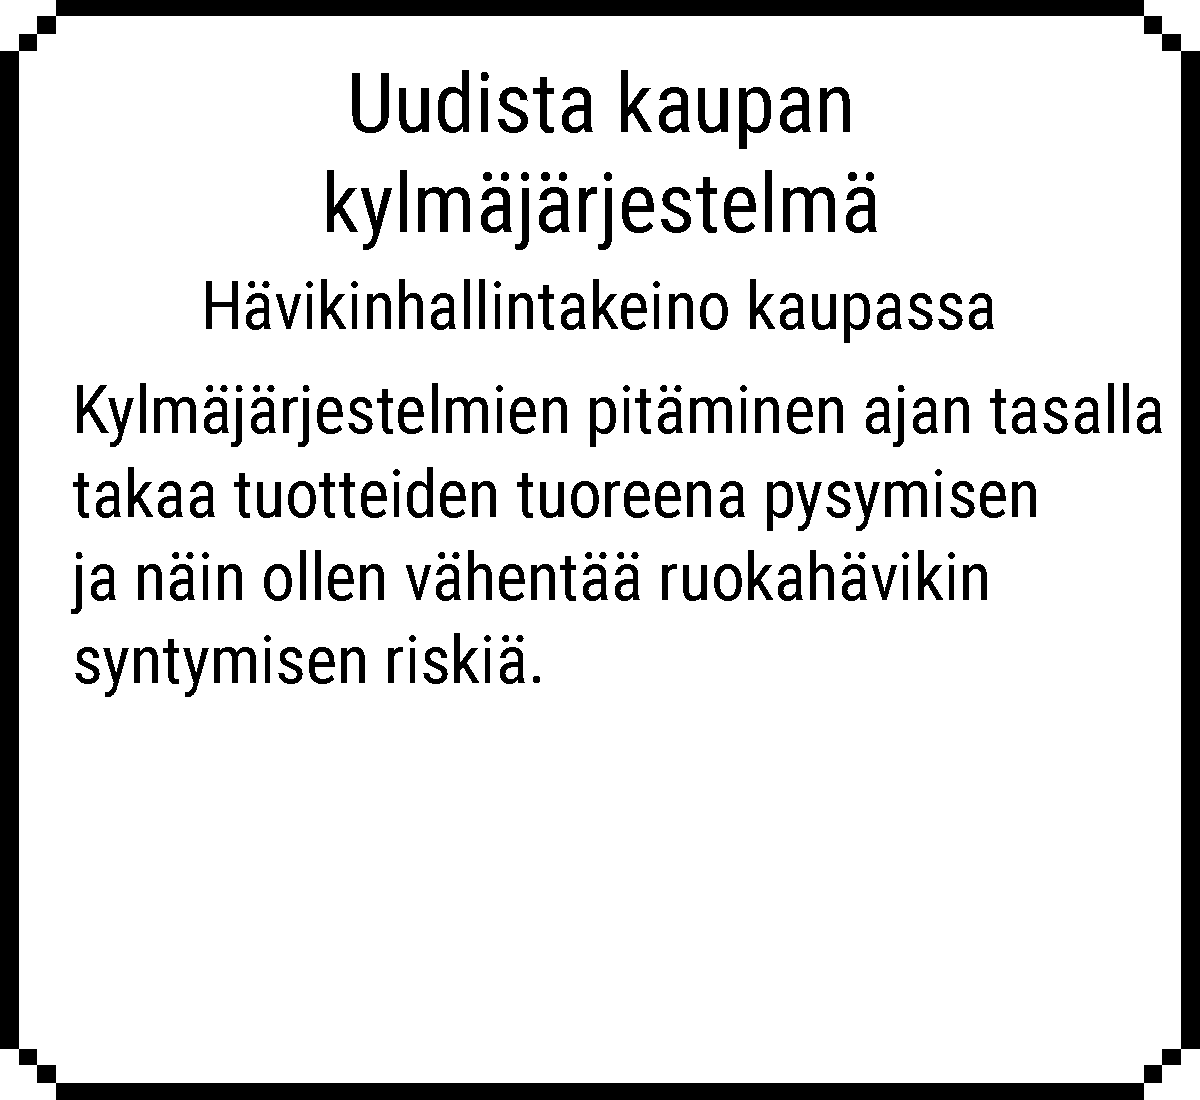 Uudista kaupan
kylmäjärjestelmä
Hävikinhallintakeino kaupassa
Kylmäjärjestelmien pitäminen ajan tasalla
takaa tuotteiden tuoreena pysymisen
ja näin ollen vähentää ruokahävikin
syntymisen riskiä.